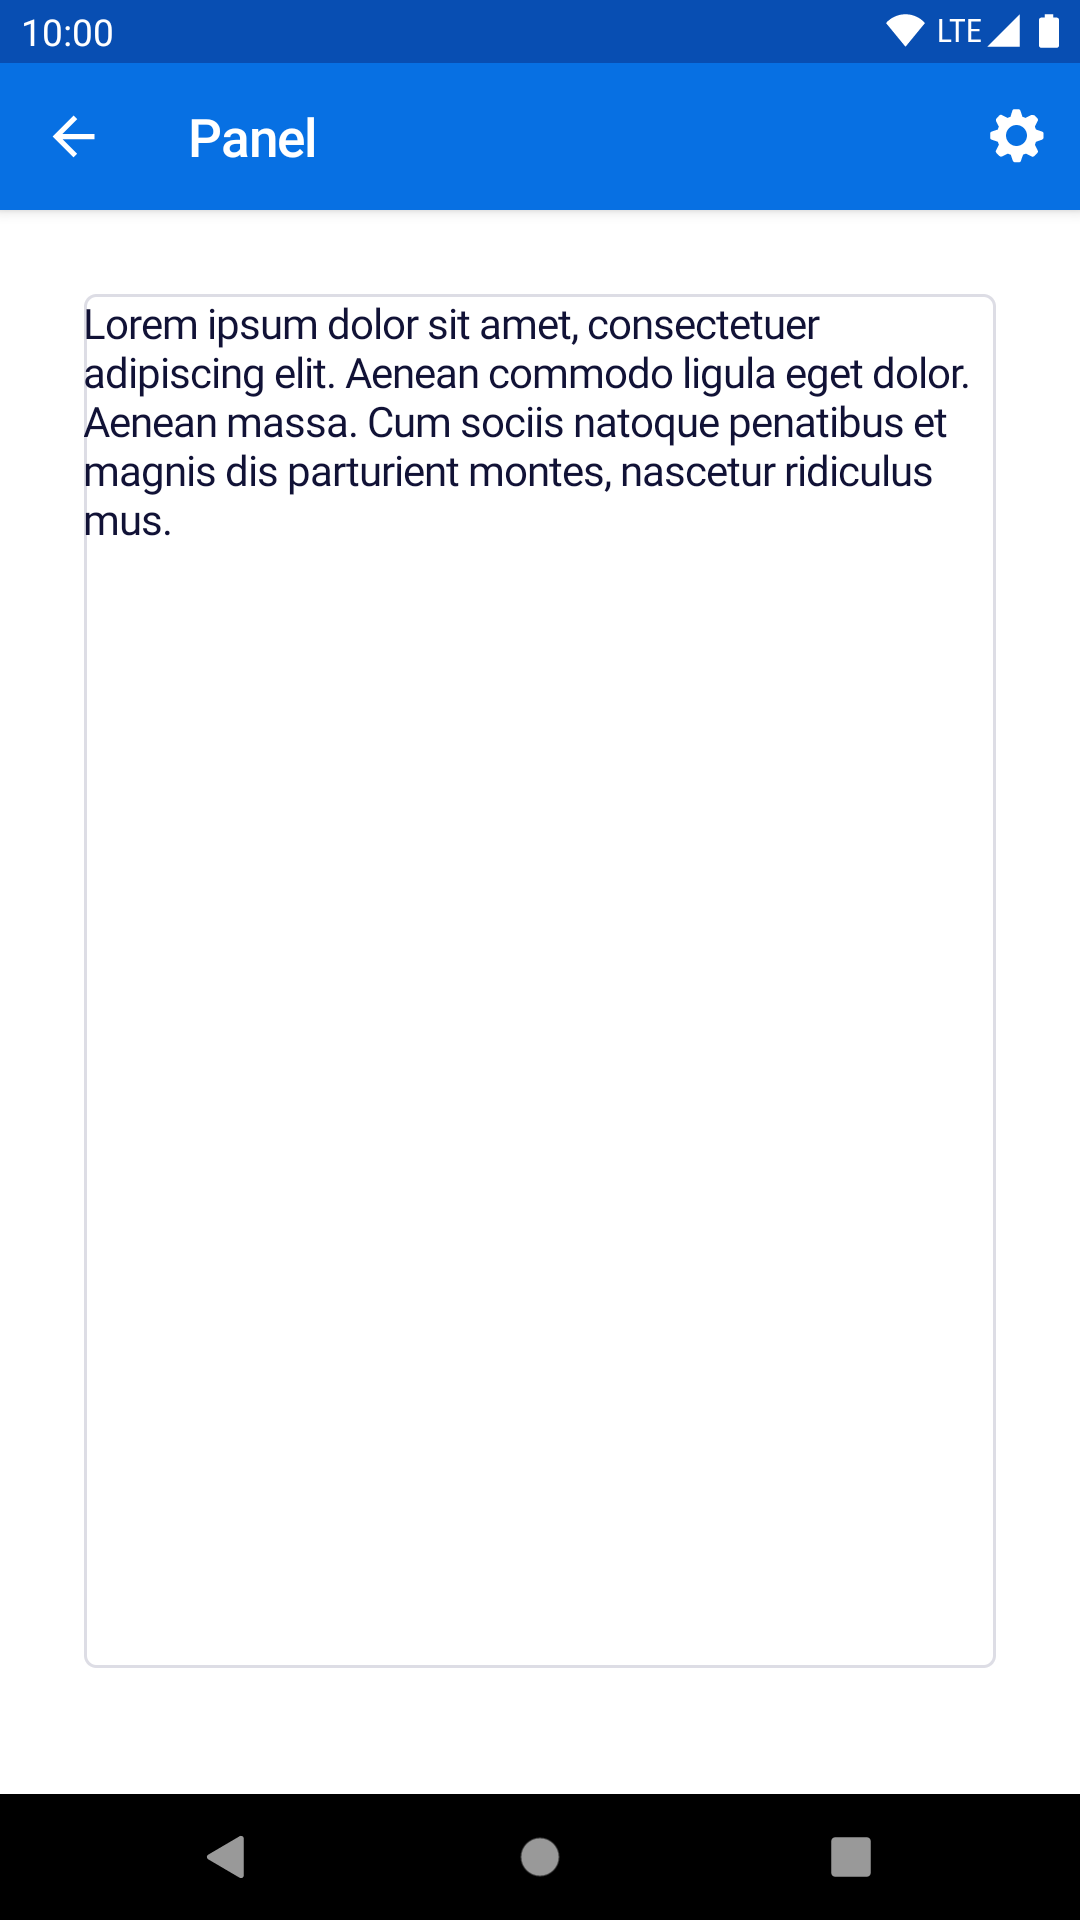 10:00
LTE
Panel
Lorem ipsum dolor sit amet, consectetuer
adipiscing elit. Aenean commodo ligula eget dolor.
Aenean massa. Cum sociis natoque penatibus et
magnis dis parturient montes, nascetur ridiculus
mus.